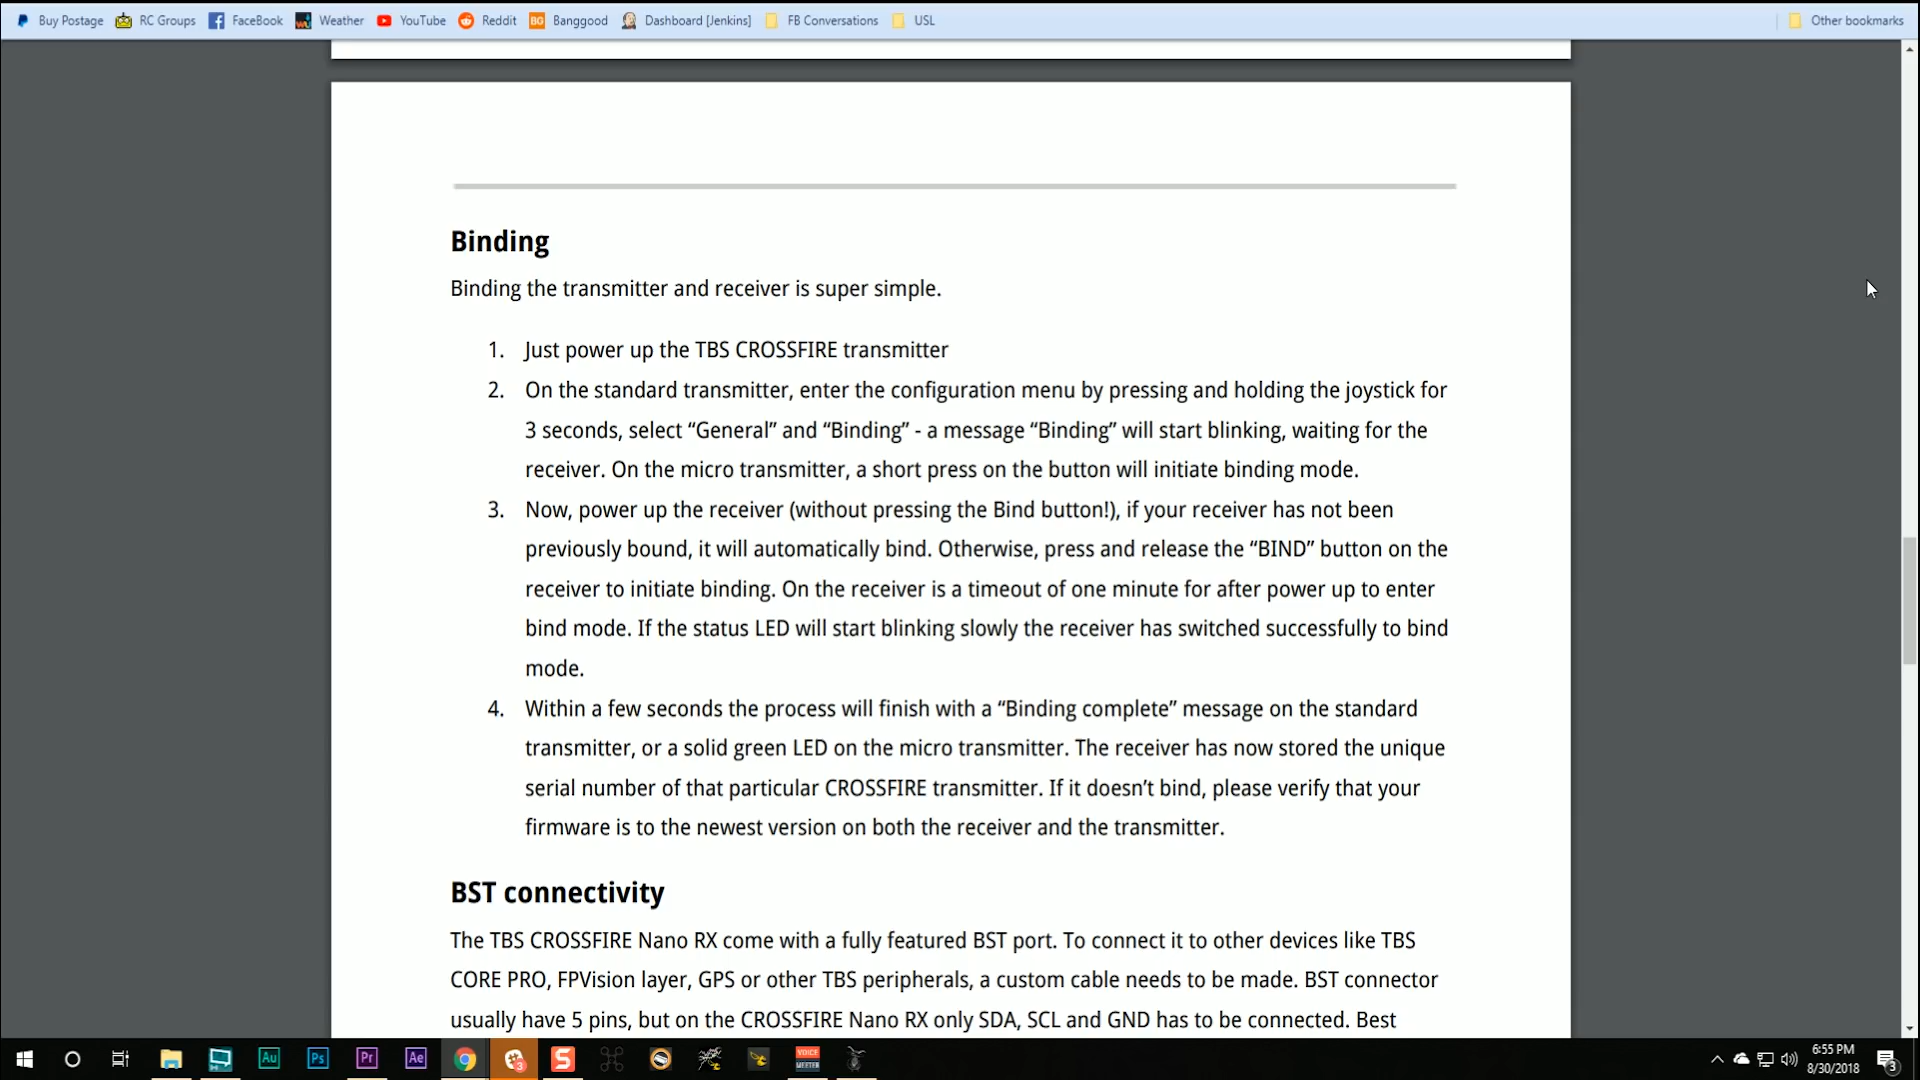 Buy Postage RC Groups FaceBook Weather YouTube Reddit BG Banggood Dashboard [Jenkins] FB Conversations USL Other bookmarks
Binding
Binding the transmitter and receiver is super simple.
1. Just power up the TBS CROSSFIRE transmitter
2. On the standard transmitter, enter the configuration menu by pressing and holding the joystick for
3 seconds, select “General” and “Binding” - a message “Binding” will start blinking, waiting for the
receiver. On the micro transmitter, a short press on the button will initiate binding mode.
3. Now, power up the receiver (without pressing the Bind button!), if your receiver has not been
previously bound, it will automatically bind. Otherwise, press and release the “BIND” button on the
receiver to initiate binding. On the receiver is a timeout of one minute for after power up to enter
bind mode. If the status LED will start blinking slowly the receiver has switched successfully to bind
mode.
4. Within a few seconds the process will finish with a “Binding complete” message on the standard
transmitter, or a solid green LED on the micro transmitter. The receiver has now stored the unique
serial number of that particular CROSSFIRE transmitter. If it doesn’t bind, please verify that your
firmware is to the newest version on both the receiver and the transmitter.
BST connectivity
The TBS CROSSFIRE Nano RX come with a fully featured BST port. To connect it to other devices like TBS
CORE PRO, FPVision layer, GPS or other TBS peripherals, a custom cable needs to be made. BST connector
usually have 5 pins, but on the CROSSFIRE Nano RX only SDA, SCL and GND has to be connected. Best
Au Ps Pr Ae 3 S VOICE MEETER 6:55 PM
8/30/2018 3